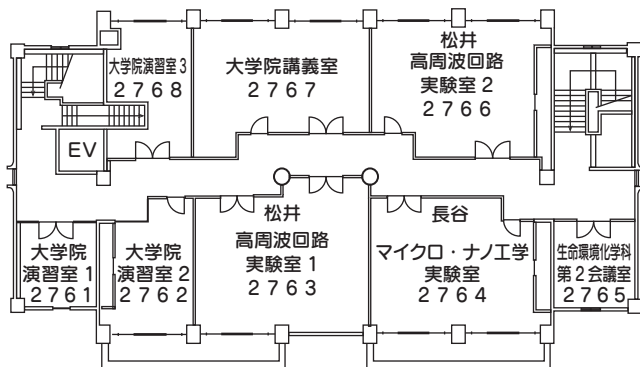 大学院演習室3
2768
大学院講義室
2767
松井
高周波回路
実験室2
2766
EV
大学院
演習室1
2761
大学院
演習室2
2762
松井
高周波回路
実験室1
2763
長谷
マイクロ・ナノ工学
実験室
2764
生命環境化学科
第2会議室
2765